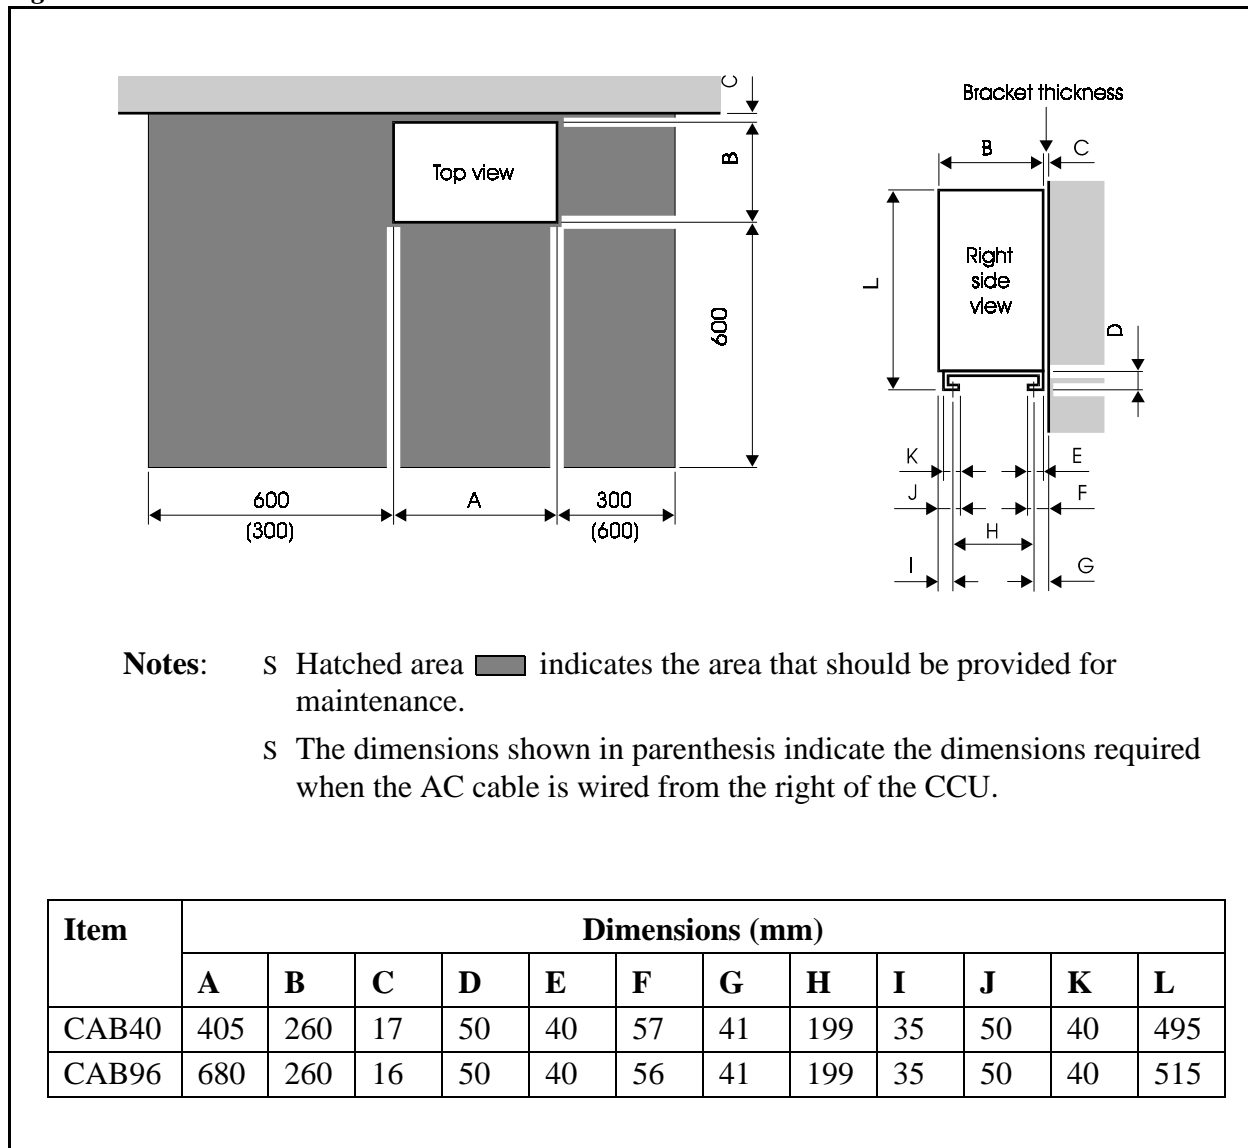 C
B
Top view
600
600
(300)
A
300
(600)
Bracket thickness
B
C
L
Right
side
view
D
K
E
J
F
H
I
G
Notes: S Hatched area indicates the area that should be provided for
maintenance.
S The dimensions shown in parenthesis indicate the dimensions required
when the AC cable is wired from the right of the CCU.
Item Dimensions (mm)
A B C D E F G H I J K L
CAB40 405 260 17 50 40 57 41 199 35 50 40 495
CAB96 680 260 16 50 40 56 41 199 35 50 40 515